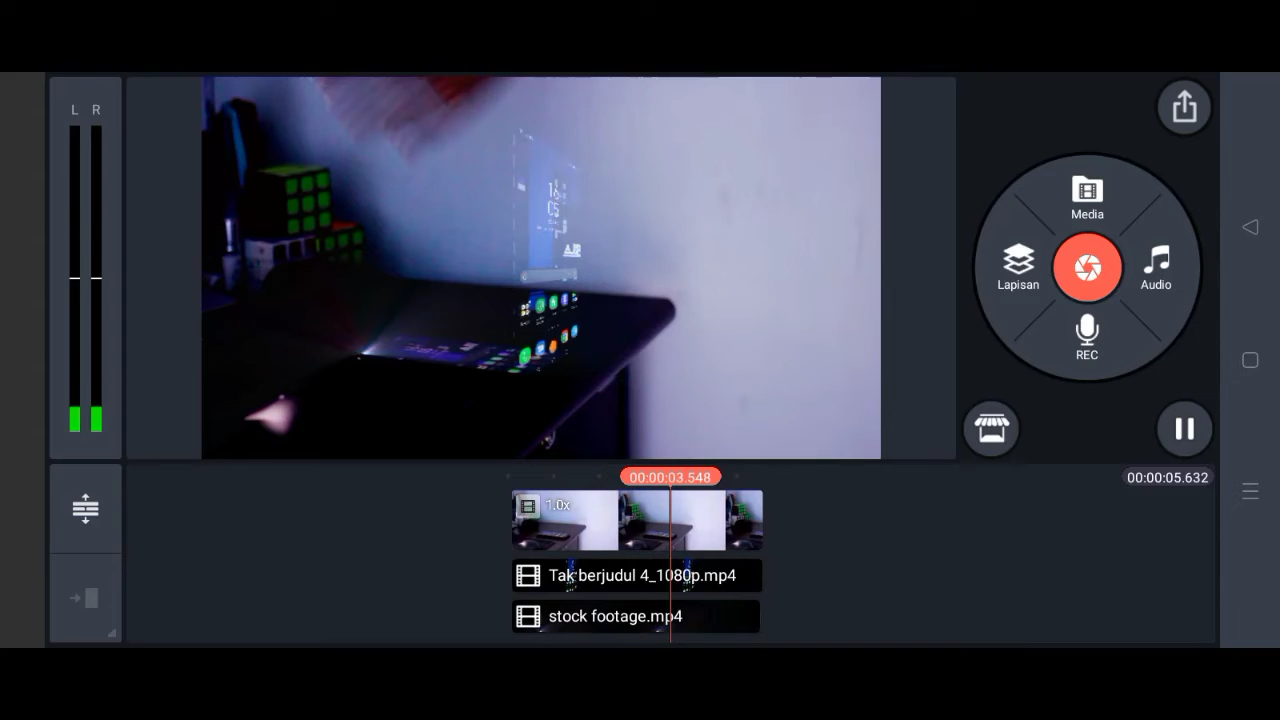 L R
Media
Lapisan
Audio
REC
00:00:03.548
00:00:05.632
1.0x
Tak berjudul 4_1080p.mp4
stock footage.mp4